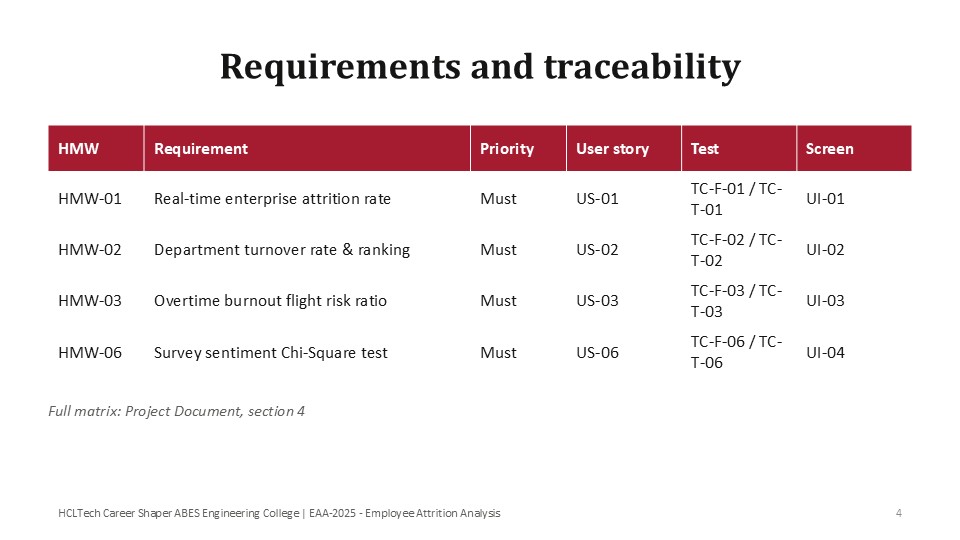 Requirements and traceability
HMW Requirement Priority User story Test Screen
HMW-01 Real-time enterprise attrition rate Must US-01 TC-F-01 / TC-
T-01 UI-01
HMW-02 Department turnover rate & ranking Must US-02 TC-F-02 / TC-
T-02 UI-02
HMW-03 Overtime burnout flight risk ratio Must US-03 TC-F-03 / TC-
T-03 UI-03
HMW-06 Survey sentiment Chi-Square test Must US-06 TC-F-06 / TC-
T-06 UI-04
Full matrix: Project Document, section 4
HCLTech Career Shaper ABES Engineering College | EAA-2025 - Employee Attrition Analysis 4